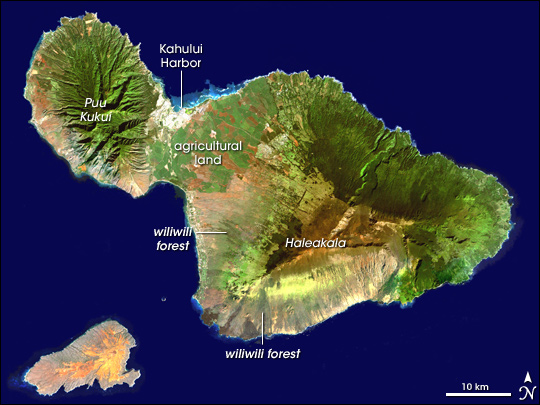 Kahului
Harbor
Puu
Kukui
agricultural
land
wiliwili
forest
Haleakala
wiliwili forest
10 km
N